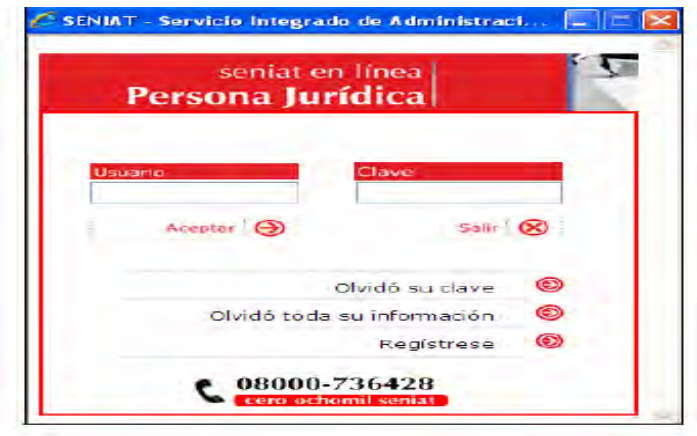 SENIAT - Servicio Integrado de Administraci...
seniat en línea
Persona Jurídica
Usuario Clave
Aceptar Salir
Olvidó su clave
Olvidó toda su información
Regístrese
08000-736428
cero ochomil seniat